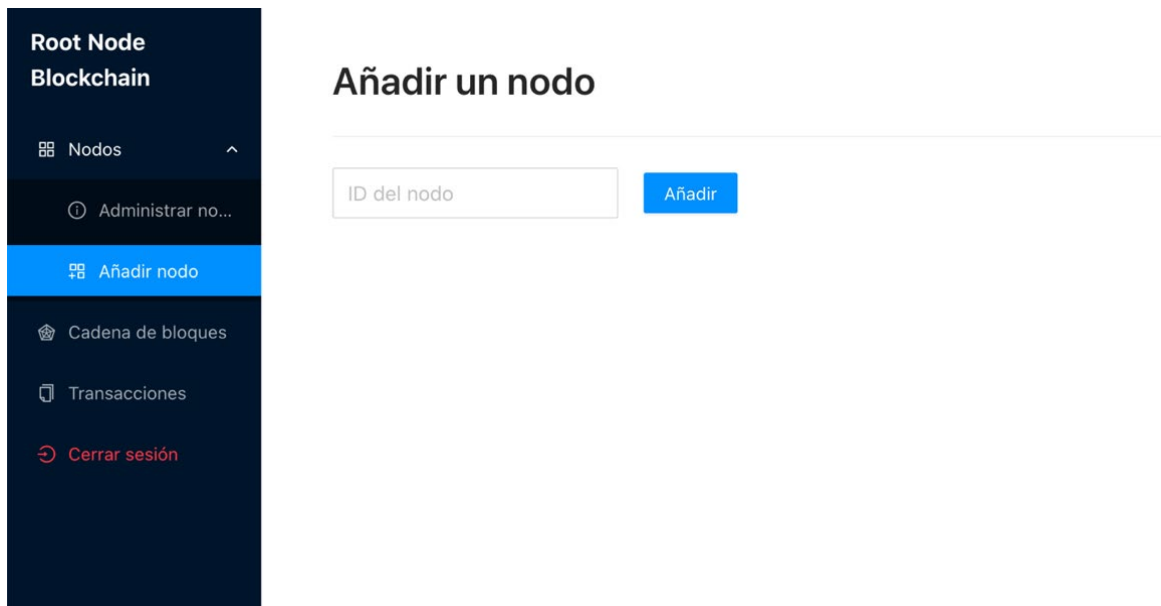 Root Node
Blockchain
Nodos
Administrar no...
Añadir nodo
Cadena de bloques
Transacciones
Cerrar sesión
Añadir un nodo
ID del nodo
Añadir